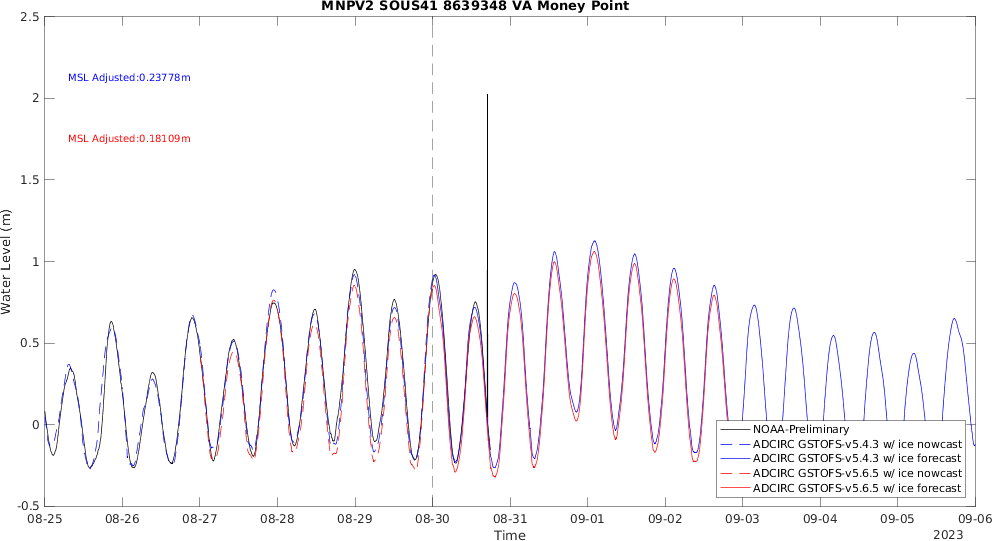 MNPV2 SOUS41 8639348 VA Money Point
2.5
MSL Adjusted:0.23778m
2
MSL Adjusted:0.18109m
1.5
Water Level (m)
1
0.5
0
NOAA-Preliminary
ADCIRC GSTOFS-v5.4.3 w/ ice nowcast
ADCIRC GSTOFS-v5.4.3 w/ ice forecast
ADCIRC GSTOFS-v5.6.5 w/ ice nowcast
ADCIRC GSTOFS-v5.6.5 w/ ice forecast
-0.5
08-25 08-26 08-27 08-28 08-29 08-30 08-31 09-01 09-02 09-03 09-04 09-05 09-06
Time
2023